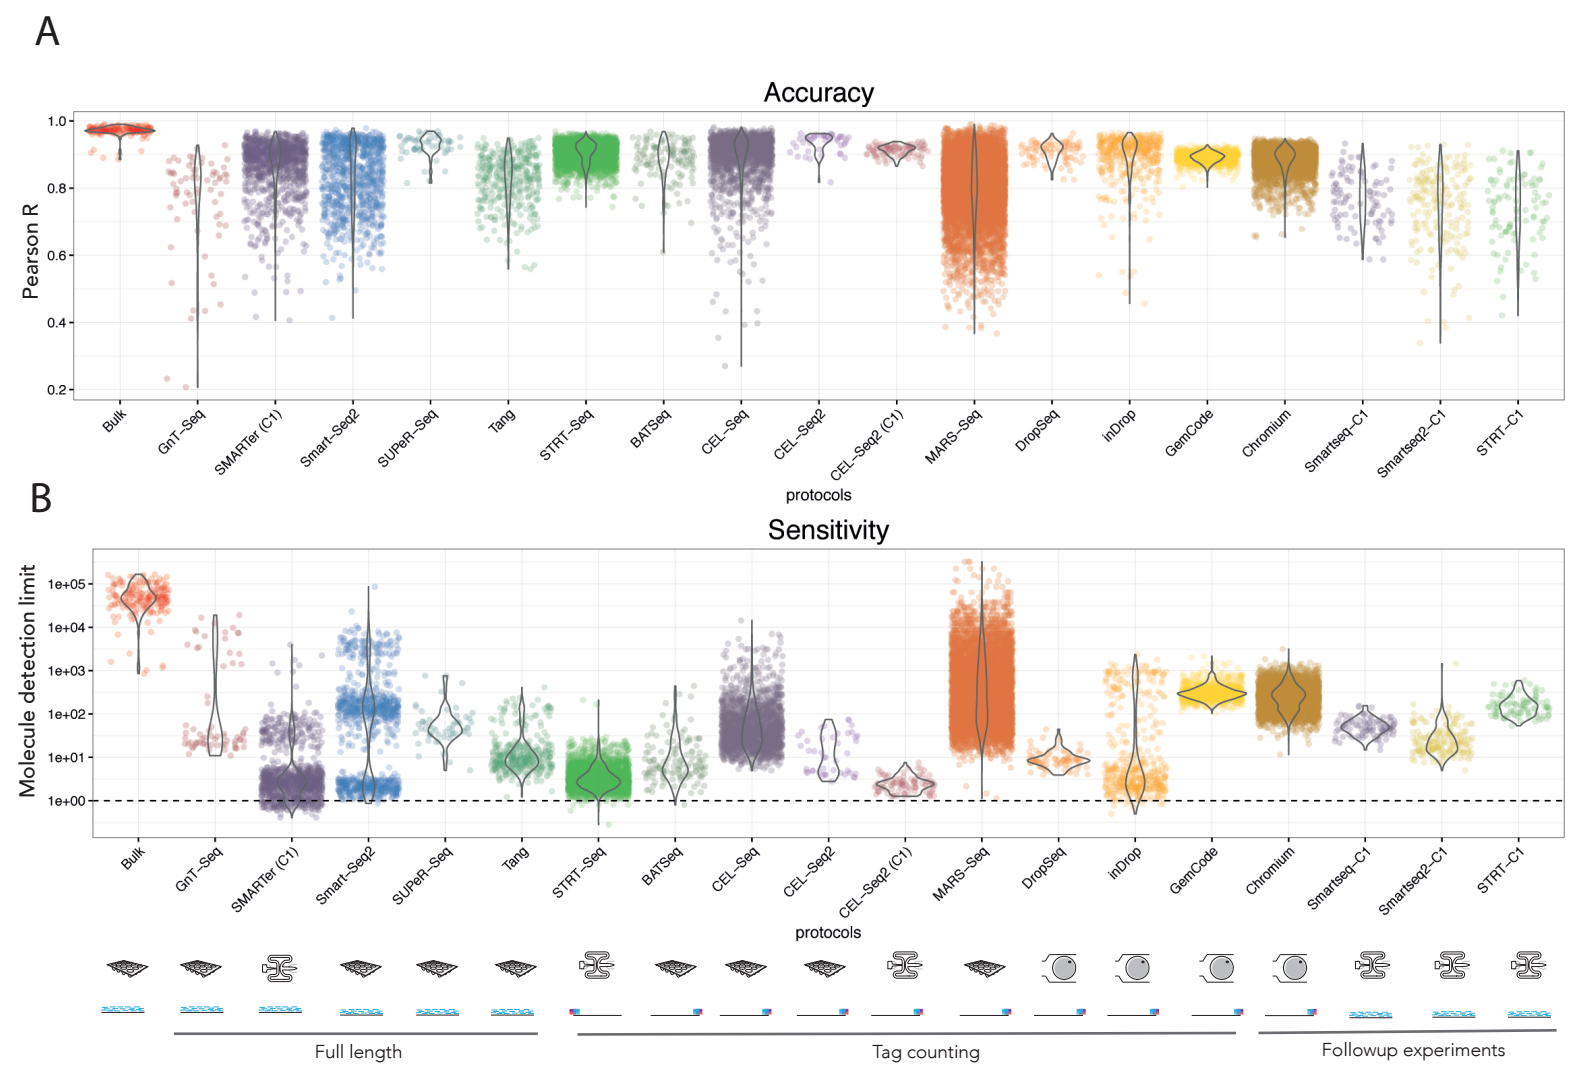 A
Accuracy
Pearson R
1.0
0.8
0.6
0.4
0.2
Bulk
GnT-Seq
SMARTer (C1)
Smart-Seq2
SUPeR-Seq
Tang
STRT-Seq
BATSeq
CEL-Seq
CEL-Seq2
CEL-Seq2 (C1)
MARS-Seq
DropSeq
inDrop
GemCode
Chromium
Smartseq-C1
Smartseq2-C1
STRT-C1
protocols
B
Sensitivity
Molecule detection limit
1e+05
1e+04
1e+03
1e+02
1e+01
1e+00
Bulk
GnT-Seq
SMARTer (C1)
Smart-Seq2
SUPeR-Seq
Tang
STRT-Seq
BATSeq
CEL-Seq
CEL-Seq2
CEL-Seq2 (C1)
MARS-Seq
DropSeq
inDrop
GemCode
Chromium
Smartseq-C1
Smartseq2-C1
STRT-C1
protocols
Full length
Tag counting
Followup experiments